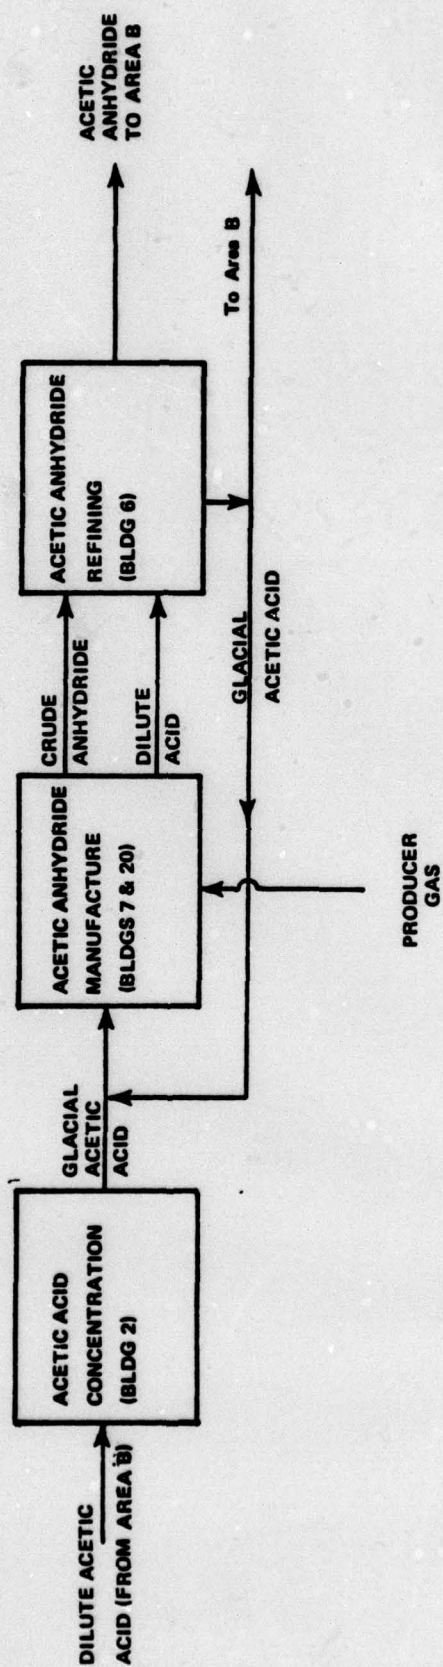 DILUTE ACETIC
ACID (FROM AREA B)
ACETIC ACID
CONCENTRATION
(BLDG 2)
GLACIAL
ACETIC
ACID
ACETIC ANHYDRIDE
MANUFACTURE
(BLDGS 7 & 20)
CRUDE
ANHYDRIDE
DILUTE
ACID
ACETIC ANHYDRIDE
REFINING
(BLDG 6)
ACETIC
ANHYDRIDE
TO AREA B
To Area B
GLACIAL
ACETIC ACID
PRODUCER
GAS